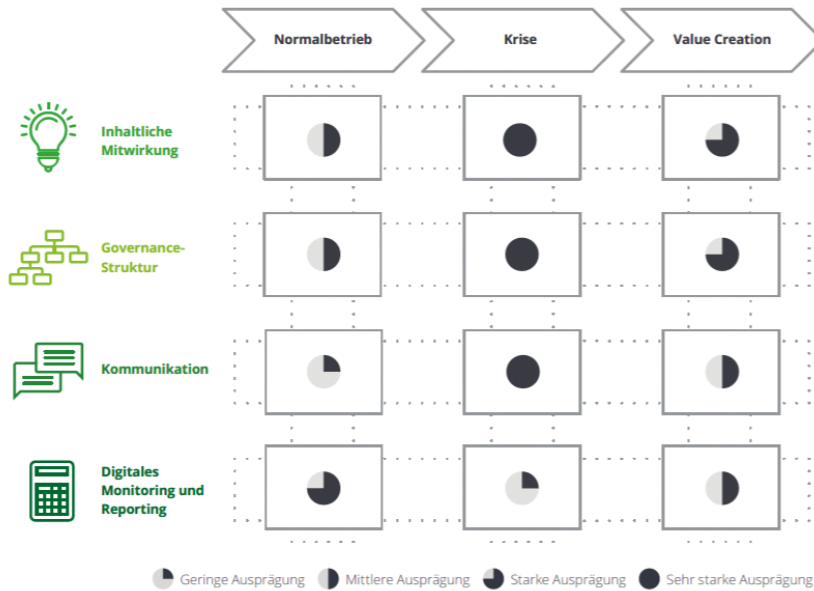 Normalbetrieb
Krise
Value Creation
Inhaltliche
Mitwirkung
Governance-
Struktur
Kommunikation
Digitales
Monitoring und
Reporting
Geringe Ausprägung
Mittlere Ausprägung
Starke Ausprägung
Sehr starke Ausprägung